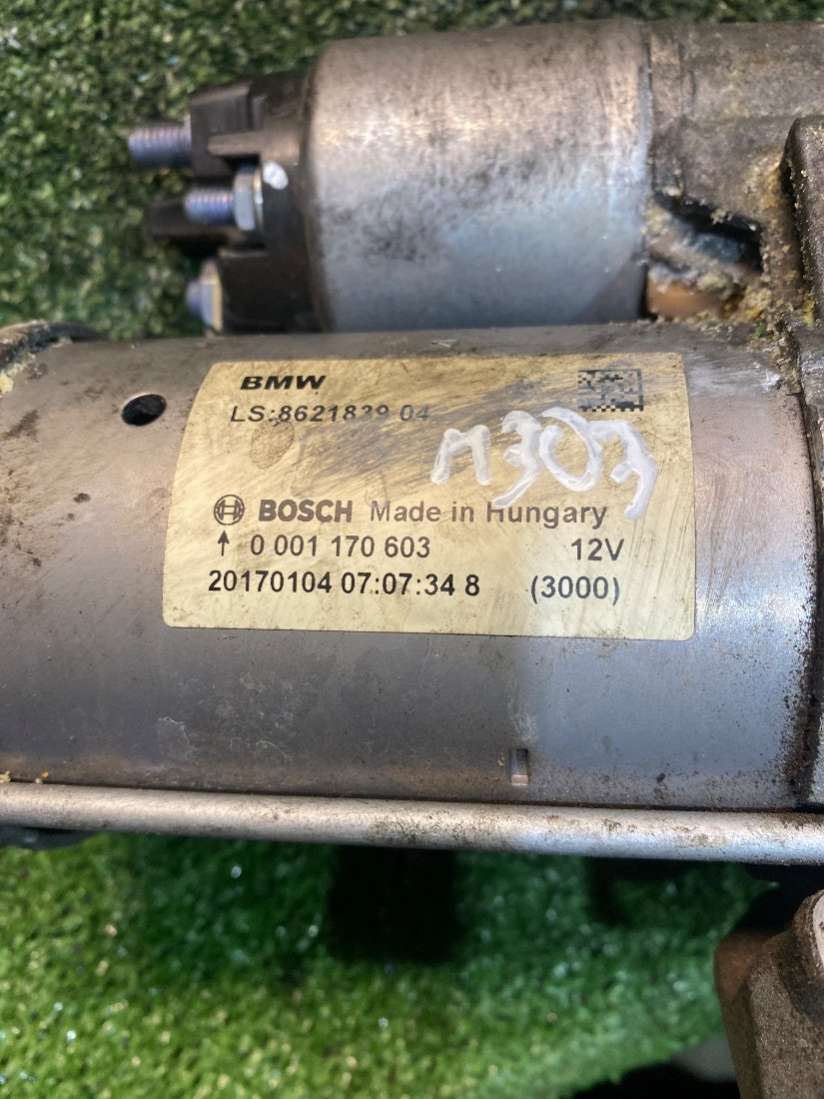 BMW
LS:8621839 04
M303
BOSCH Made in Hungary
↑ 0 001 170 603 12V
20170104 07:07:34 8 (3000)